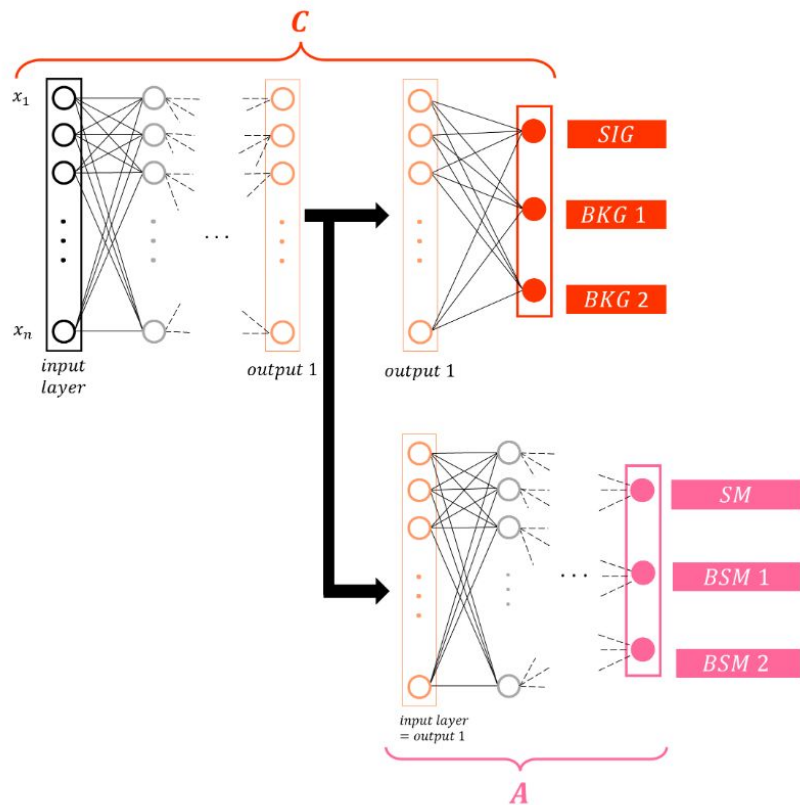 C
x1
SIG
BKG 1
...
BKG 2
xn
input
layer
output 1
output 1
SM
...
BSM 1
BSM 2
input layer
= output 1
A